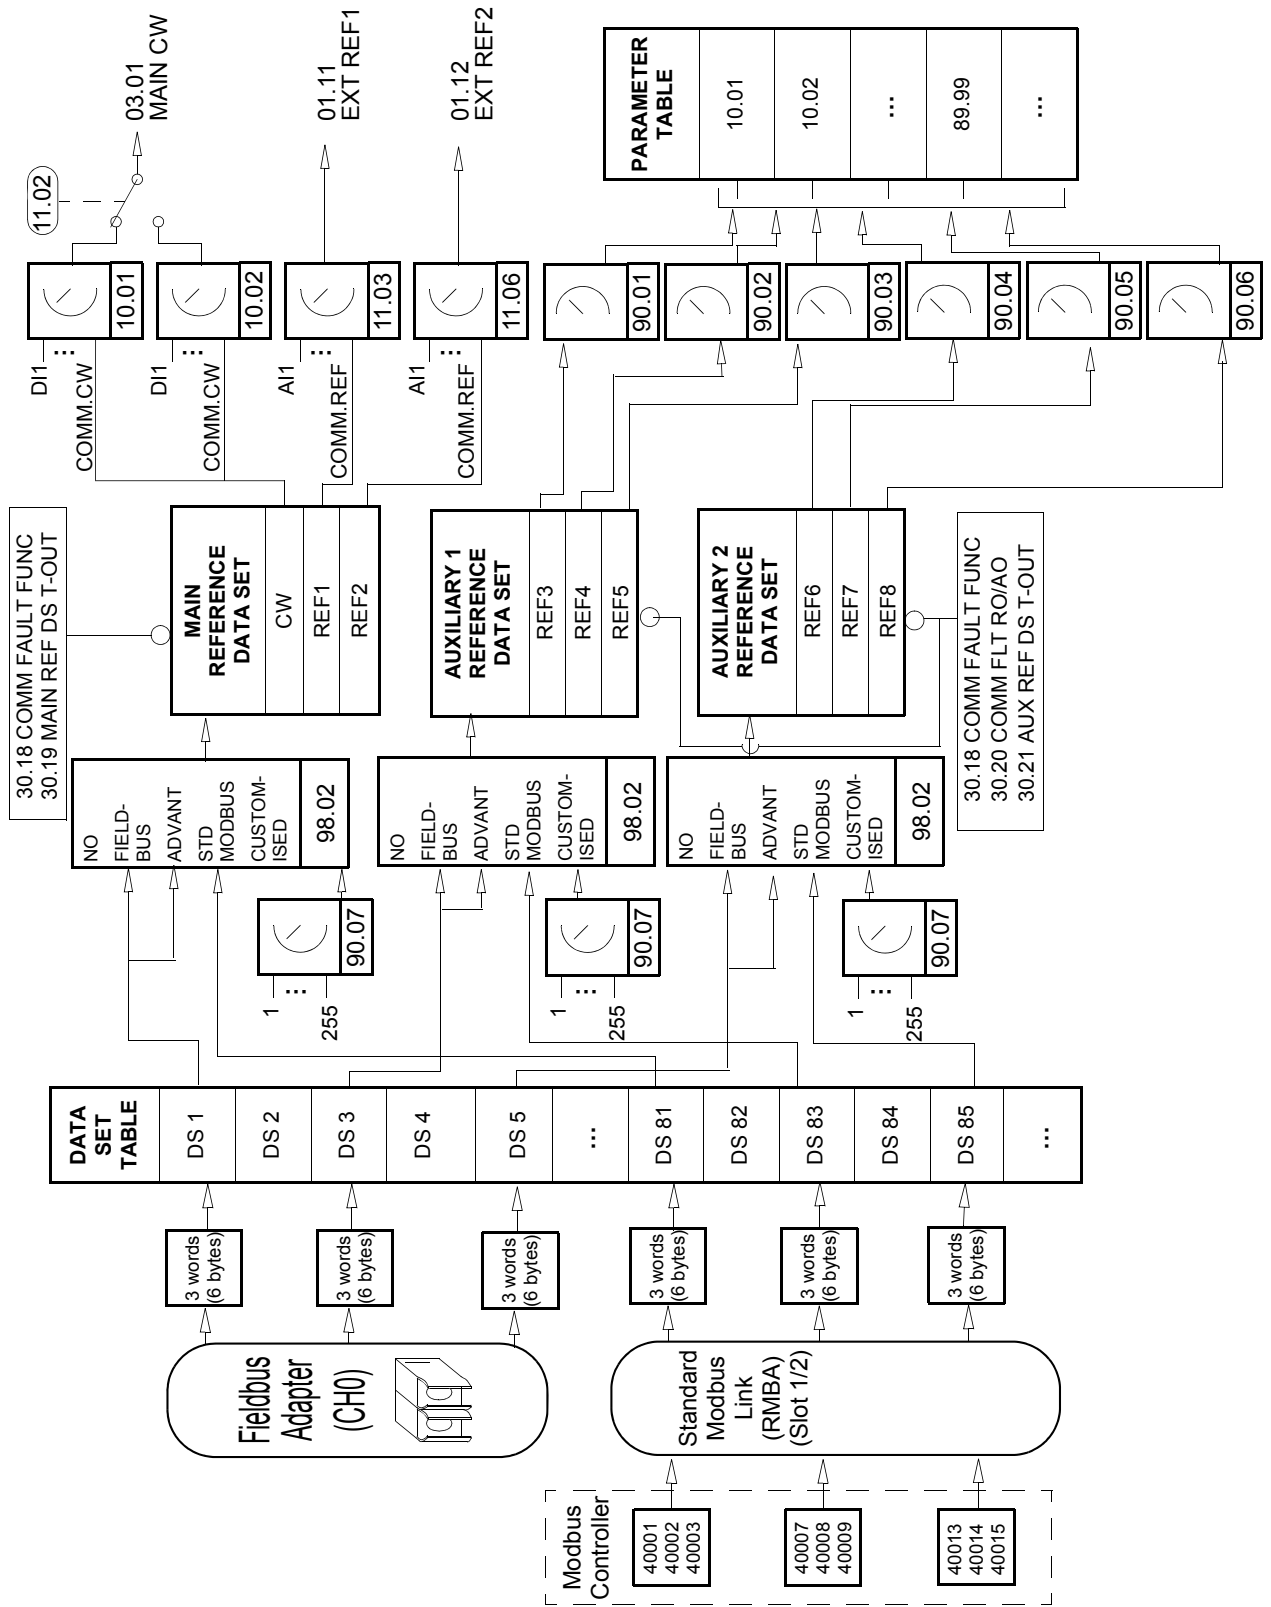 Modbus
Controller
40001
40002
40003
40007
40008
40009
40013
40014
40015
Fieldbus
Adapter
(CH0)
Standard
Modbus
Link
(RMBA)
(Slot 1/2)
3 words
(6 bytes)
3 words
(6 bytes)
3 words
(6 bytes)
3 words
(6 bytes)
3 words
(6 bytes)
3 words
(6 bytes)
DATA
SET
TABLE
DS 1
DS 2
DS 3
DS 4
DS 5
...
DS 81
DS 82
DS 83
DS 84
DS 85
...
1
...
255
90.07
1
...
255
90.07
1
...
255
90.07
NO
FIELD-
BUS
ADVANT
STD
MODBUS
CUSTOM-
ISED
98.02
NO
FIELD-
BUS
ADVANT
STD
MODBUS
CUSTOM-
ISED
98.02
NO
FIELD-
BUS
ADVANT
STD
MODBUS
CUSTOM-
ISED
98.02
30.18 COMM FAULT FUNC
30.19 MAIN REF DS T-OUT
MAIN
REFERENCE
DATA SET
CW
REF1
REF2
AUXILIARY 1
REFERENCE
DATA SET
REF3
REF4
REF5
AUXILIARY 2
REFERENCE
DATA SET
REF6
REF7
REF8
30.18 COMM FAULT FUNC
30.20 COMM FLT RO/AO
30.21 AUX REF DS T-OUT
DI1
...
COMM.CW
10.01
DI1
...
COMM.CW
10.02
AI1
...
COMM.REF
11.03
AI1
...
COMM.REF
11.06
90.01
90.02
90.03
90.04
90.05
90.06
11.02
03.01
MAIN CW
01.11
EXT REF1
01.12
EXT REF2
PARAMETER
TABLE
10.01
10.02
...
89.99
...